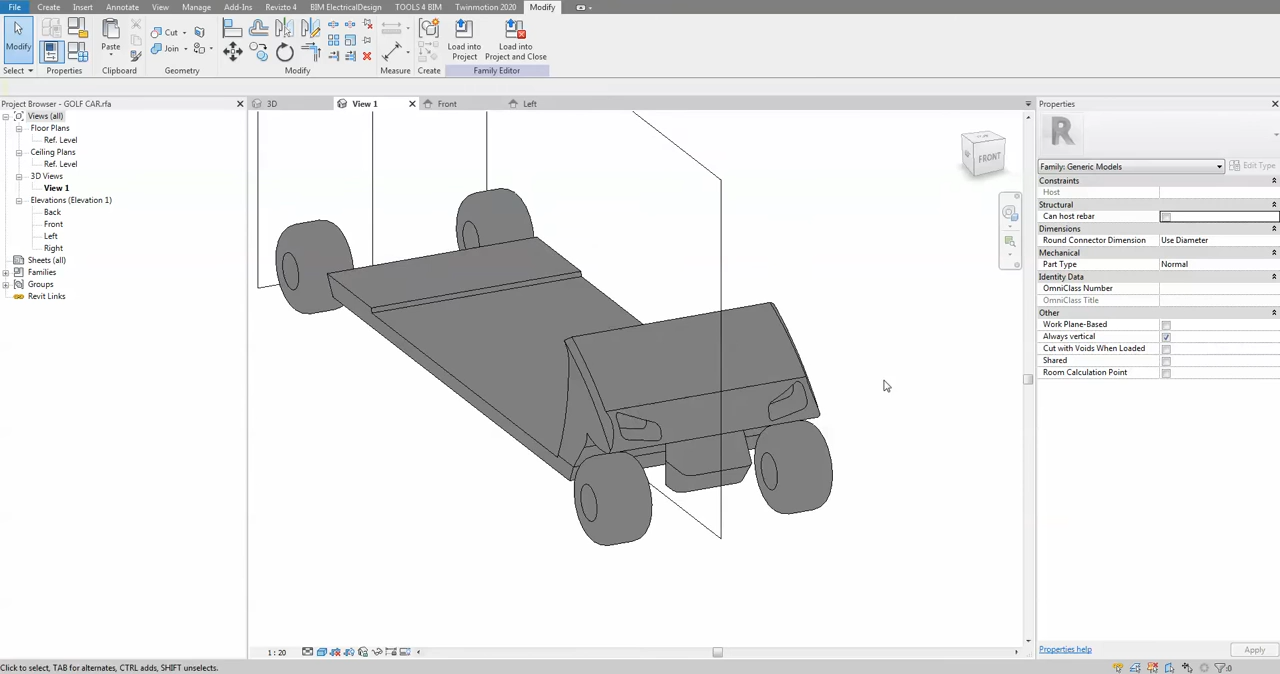 File Create Insert Annotate View Manage Add-Ins Revizto 4 BIM ElectricalDesign TOOLS 4 BIM Twinmotion 2020 Modify
Modify Paste Cut Join Load into Project Load into Project and Close
Select Properties Clipboard Geometry Modify Measure Create Family Editor
Project Browser - GOLF CAR.rfa
Views (all)
Floor Plans
Ref. Level
Ceiling Plans
Ref. Level
3D Views
View 1
Elevations (Elevation 1)
Back
Front
Left
Right
Sheets (all)
Families
Groups
Revit Links
3D View 1 Front Left
FRONT
Properties
R
Family: Generic Models Edit Type
Constraints
Host
Structural
Can host rebar
Dimensions
Round Connector Dimension Use Diameter
Mechanical
Part Type Normal
Identity Data
OmniClass Number
OmniClass Title
Other
Work Plane-Based
Always vertical
Cut with Voids When Loaded
Shared
Room Calculation Point
Properties help Apply
1 : 20
Click to select, TAB for alternates, CTRL adds, SHIFT unselects.
:0